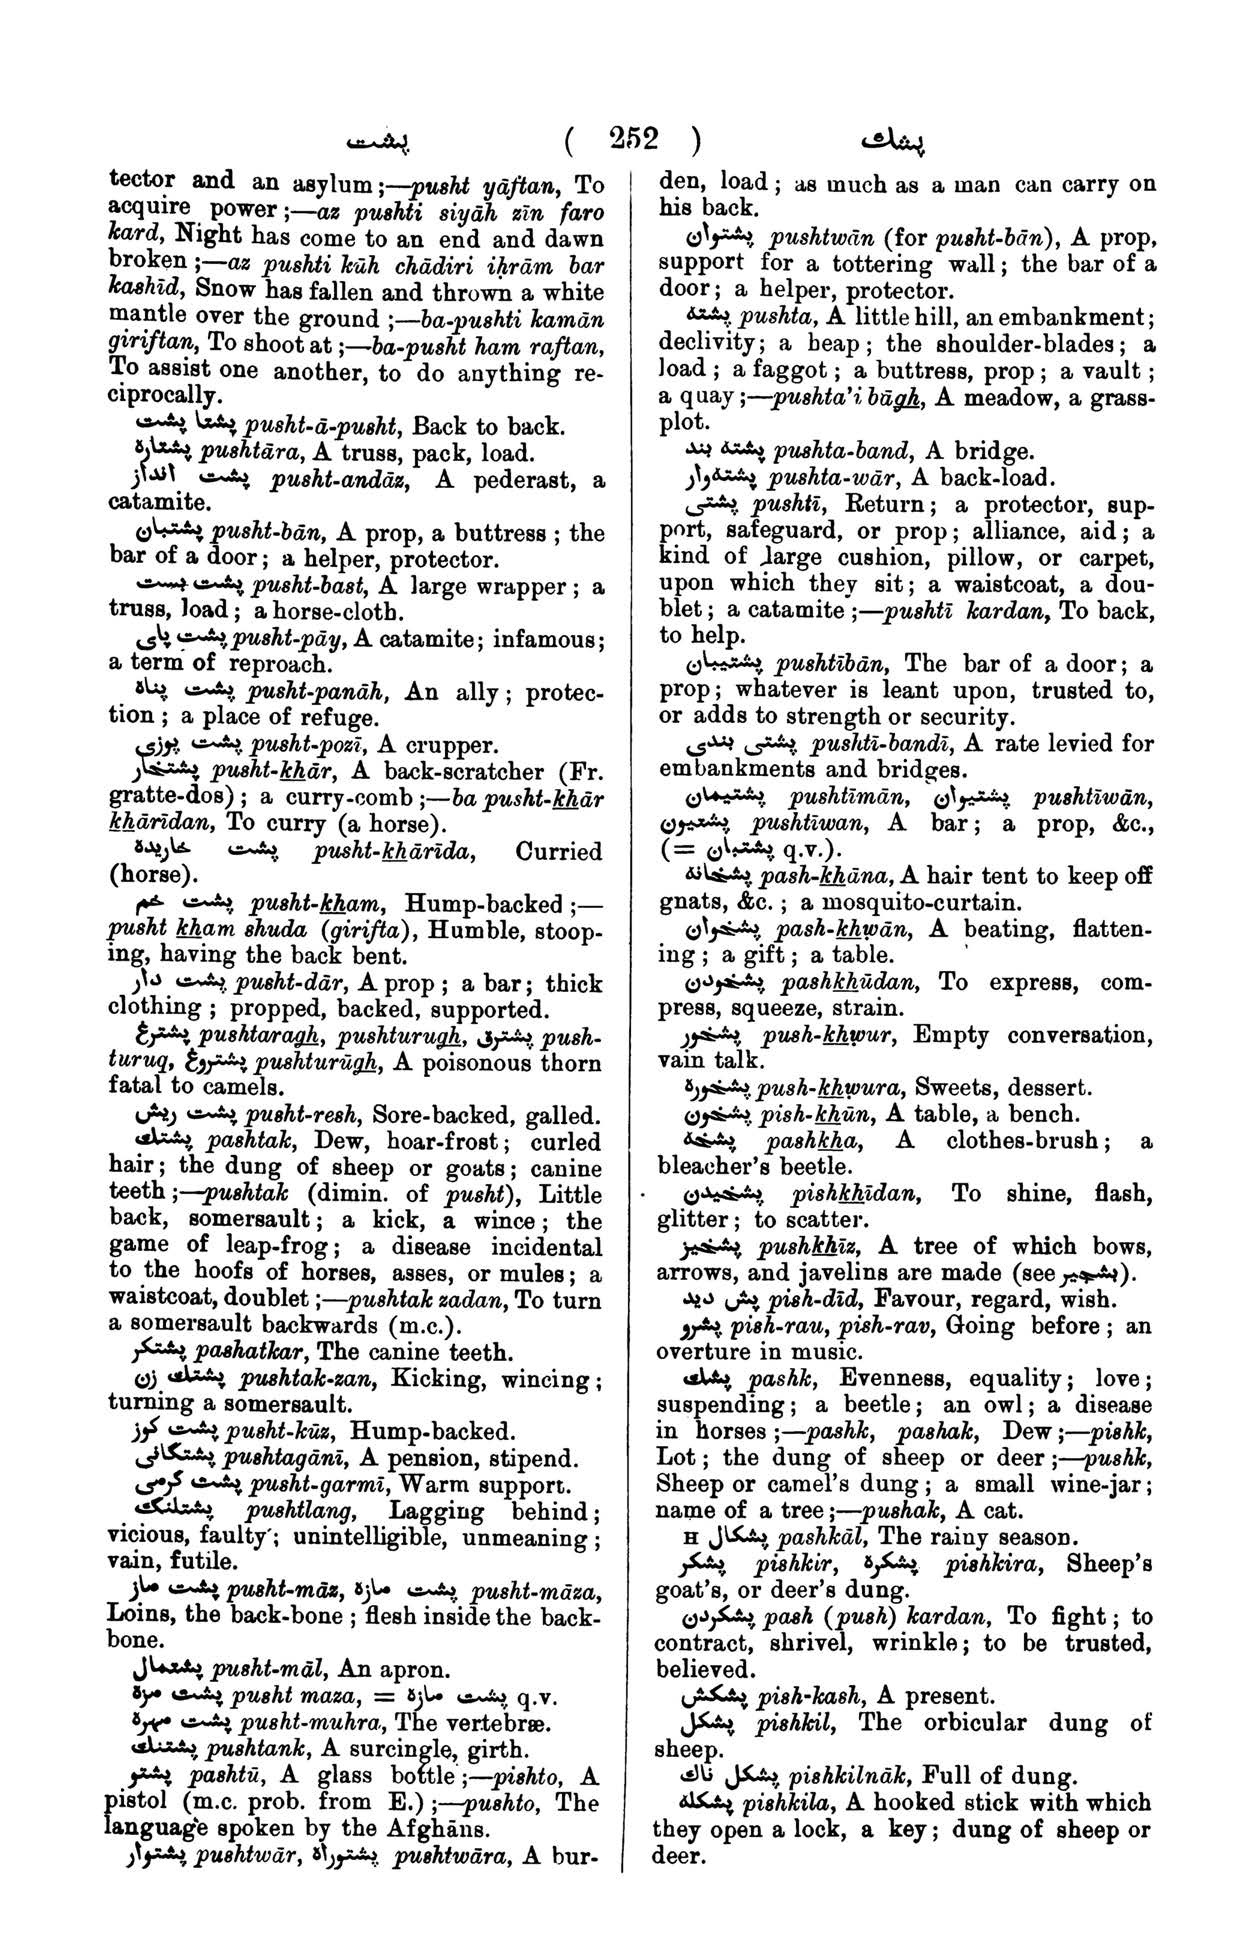 پشت ( 252 ) پشك
tector and an asylum;—pusht yāftan, To
acquire power;—az pushti siyāh zīn faro
kard, Night has come to an end and dawn
broken;—az pushti kūh chādiri iḥrām bar
kashīd, Snow has fallen and thrown a white
mantle over the ground;—ba-pushti kamān
giriftan, To shoot at;—ba-pusht ham raftan,
To assist one another, to do anything re-
ciprocally.
پشتا پشت pusht-ā-pusht, Back to back.
پشتاره pushtāra, A truss, pack, load.
پشت انداز pusht-andāz, A pederast, a
catamite.
پشتبان pusht-bān, A prop, a buttress; the
bar of a door; a helper, protector.
پشت بست pusht-bast, A large wrapper; a
truss, load; a horse-cloth.
پشت پای pusht-pāy, A catamite; infamous;
a term of reproach.
پشت پناه pusht-panāh, An ally; protec-
tion; a place of refuge.
پشت پوزی pusht-pozī, A crupper.
پشتخار pusht-khār, A back-scratcher (Fr.
gratte-dos); a curry-comb;—ba pusht-khār
khārīdan, To curry (a horse).
پشت خاریده pusht-khārīda, Curried
(horse).
پشت خم pusht-kham, Hump-backed;—
pusht kham shuda (girifta), Humble, stoop-
ing, having the back bent.
پشت دار pusht-dār, A prop; a bar; thick
clothing; propped, backed, supported.
پشترغ pushtaragh, pushturugh, پشترق push-
turuq, پشتروغ pushturūgh, A poisonous thorn
fatal to camels.
پشت ریش pusht-resh, Sore-backed, galled.
پشتك pashtak, Dew, hoar-frost; curled
hair; the dung of sheep or goats; canine
teeth;—pushtak (dimin. of pusht), Little
back, somersault; a kick, a wince; the
game of leap-frog; a disease incidental
to the hoofs of horses, asses, or mules; a
waistcoat, doublet;—pushtak zadan, To turn
a somersault backwards (m.c.).
پشتكر pashatkar, The canine teeth.
پشتك زن pushtak-zan, Kicking, wincing;
turning a somersault.
پشت كوز pusht-kūz, Hump-backed.
پشتگانی pushtagānī, A pension, stipend.
پشت گرمی pusht-garmī, Warm support.
پشتلنگ pushtlang, Lagging behind;
vicious, faulty; unintelligible, unmeaning;
vain, futile.
پشت ماز pusht-māz, پشت مازه pusht-māza,
Loins, the back-bone; flesh inside the back-
bone.
پشتمال pusht-māl, An apron.
پشت مزه pusht maza, = پشت مازه q.v.
پشت مهره pusht-muhra, The vertebræ.
پشتنك pushtank, A surcingle, girth.
پشتو pashtū, A glass bottle;—pishto, A
pistol (m.c. prob. from E.);—pushto, The
language spoken by the Afghāns.
پشتوار pushtwār, پشتوراه pushtwāra, A bur-
den, load; as much as a man can carry on
his back.
پشتوان pushtwān (for pusht-bān), A prop,
support for a tottering wall; the bar of a
door; a helper, protector.
پشته pushta, A little hill, an embankment;
declivity; a heap; the shoulder-blades; a
load; a faggot; a buttress, prop; a vault;
a quay;—pushta'i bāgh, A meadow, a grass-
plot.
پشته بند pushta-band, A bridge.
پشته‌وار pushta-wār, A back-load.
پشتی pushtī, Return; a protector, sup-
port, safeguard, or prop; alliance, aid; a
kind of large cushion, pillow, or carpet,
upon which they sit; a waistcoat, a dou-
blet; a catamite;—pushtī kardan, To back,
to help.
پشتیبان pushtībān, The bar of a door; a
prop; whatever is leant upon, trusted to,
or adds to strength or security.
پشتی بندی pushtī-bandī, A rate levied for
embankments and bridges.
پشتیمان pushtīmān, پشتیوان pushtīwān,
پشتیون pushtīwan, A bar; a prop, &c.,
(= پشتبان q.v.).
پشخانه pash-khāna, A hair tent to keep off
gnats, &c.; a mosquito-curtain.
پشخوان pash-khwān, A beating, flatten-
ing; a gift; a table.
پشخودن pashkhūdan, To express, com-
press, squeeze, strain.
پشخور push-khwur, Empty conversation,
vain talk.
پشخوره push-khwura, Sweets, dessert.
پشخون pish-khūn, A table, a bench.
پشخه pashkha, A clothes-brush; a
bleacher's beetle.
پشخیدن pishkhīdan, To shine, flash,
glitter; to scatter.
پشخیز pushkhīz, A tree of which bows,
arrows, and javelins are made (see پشجیر).
پش دید pish-dīd, Favour, regard, wish.
پشرو pish-rau, pish-rav, Going before; an
overture in music.
پشك pashk, Evenness, equality; love;
suspending; a beetle; an owl; a disease
in horses;—pashk, pashak, Dew;—pishk,
Lot; the dung of sheep or deer;—pushk,
Sheep or camel's dung; a small wine-jar;
name of a tree;—pushak, A cat.
H پشكال pashkāl, The rainy season.
پشكر pishkir, پشكره pishkira, Sheep's
goat's, or deer's dung.
پشكردن pash (push) kardan, To fight; to
contract, shrivel, wrinkle; to be trusted,
believed.
پشكش pish-kash, A present.
پشكل pishkil, The orbicular dung of
sheep.
پشكل ناك pishkilnāk, Full of dung.
پشكله pishkila, A hooked stick with which
they open a lock, a key; dung of sheep or
deer.